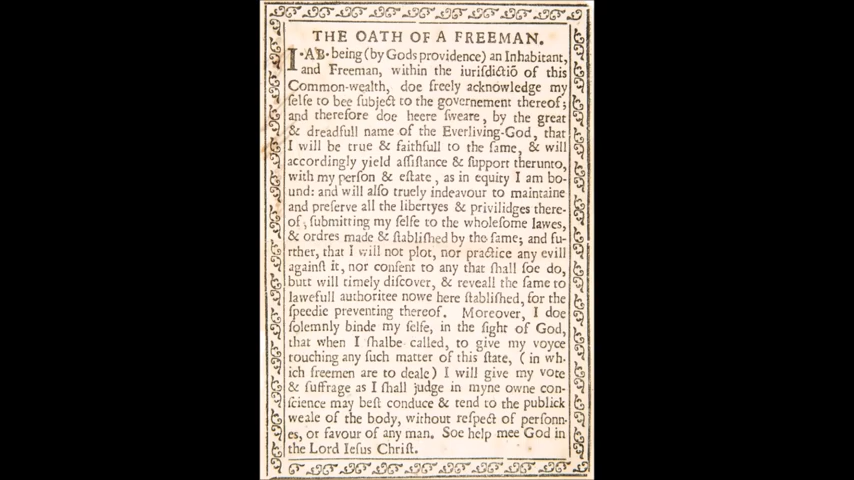 THE OATH OF A FREEMAN.
I·AB· being (by Gods providence) an Inhabitant,
and Freeman, within the iuriſdictiō of this
Common-wealth, doe freely acknowledge my
ſelfe to bee ſubject to the governement thereof;
and therefore doe heere ſweare, by the great
& dreadfull name of the Everliving-God, that
I will be true & faithfull to the ſame, & will
accordingly yield aſſiſtance & ſupport therunto,
with my perſon & eſtate, as in equity I am bo-
und: and will alſo truely indeavour to maintaine
and preſerve all the libertyes & privilidges there-
of, ſubmitting my ſelfe to the wholeſome lawes,
& ordres made & ſtabliſhed by the ſame; and fu-
rther, that I will not plot, nor practice any evill
againſt it, nor conſent to any that ſhall ſoe do,
butt will timely diſcover, & reveall the ſame to
lawefull authoritee nowe here ſtabliſhed, for the
ſpeedie preventing thereof. Moreover, I doe
ſolemnly binde my ſelfe, in the ſight of God,
that when I ſhalbe called, to give my voyce
touching any ſuch matter of this ſtate, (in wh-
ich freemen are to deale) I will give my vote
& ſuffrage as I ſhall judge in myne owne con-
ſcience may beſt conduce & tend to the publick
weale of the body, without reſpect of perſonn-
es, or favour of any man. Soe help mee God in
the Lord Ieſus Chriſt.